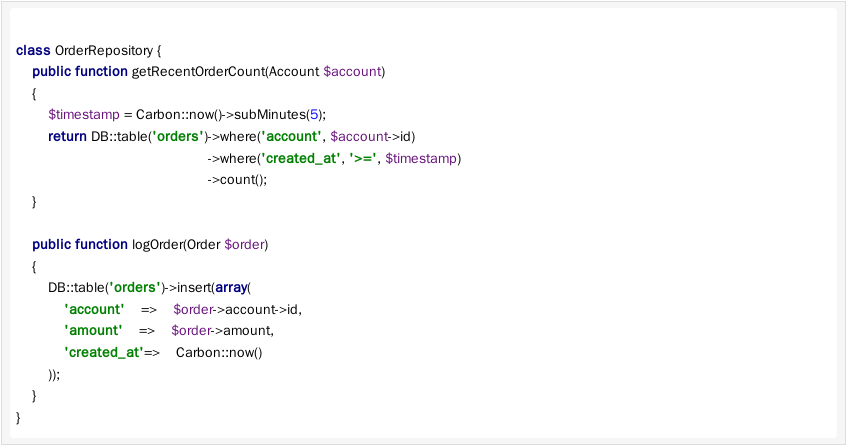 class OrderRepository {
    public function getRecentOrderCount(Account $account)
    {
        $timestamp = Carbon::now()->subMinutes(5);
        return DB::table('orders')->where('account', $account->id)
                                                ->where('created_at', '>=', $timestamp)
                                                ->count();
    }

    public function logOrder(Order $order)
    {
        DB::table('orders')->insert(array(
            'account'    =>    $order->account->id,
            'amount'    =>    $order->amount,
            'created_at'=>    Carbon::now()
        ));
    }
}